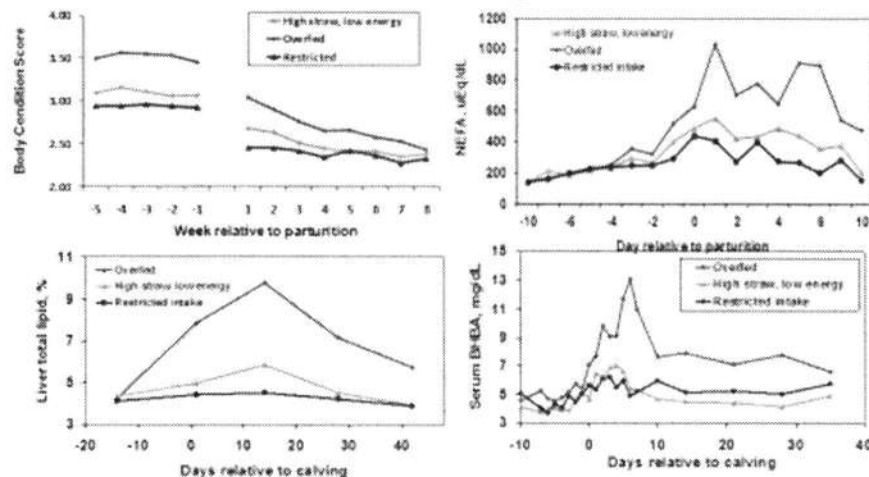 4.00
3.50
3.00
2.50
2.00
Body Condition Score
High straw, low energy
Overfed
Restricted
-5 -4 -3 -2 -1 1 2 3 4 5 6 7 8
Week relative to parturition
1200
1000
800
600
400
200
0
NEFA, uEq/dL
High straw, low energy
Overfed
Restricted intake
-10 -6 -4 -2 0 2 4 6 10
Day relative to parturition
11
9
7
5
3
Liver total lipid, %
Overfed
High straw low energy
Restricted intake
-20 -10 0 10 20 30 40
Days relative to calving
15
13
11
9
7
5
3
Serum BHBA, mg/dL
Overfed
High straw, low energy
Restricted intake
-10 0 10 20 30 40
Days relative to calving